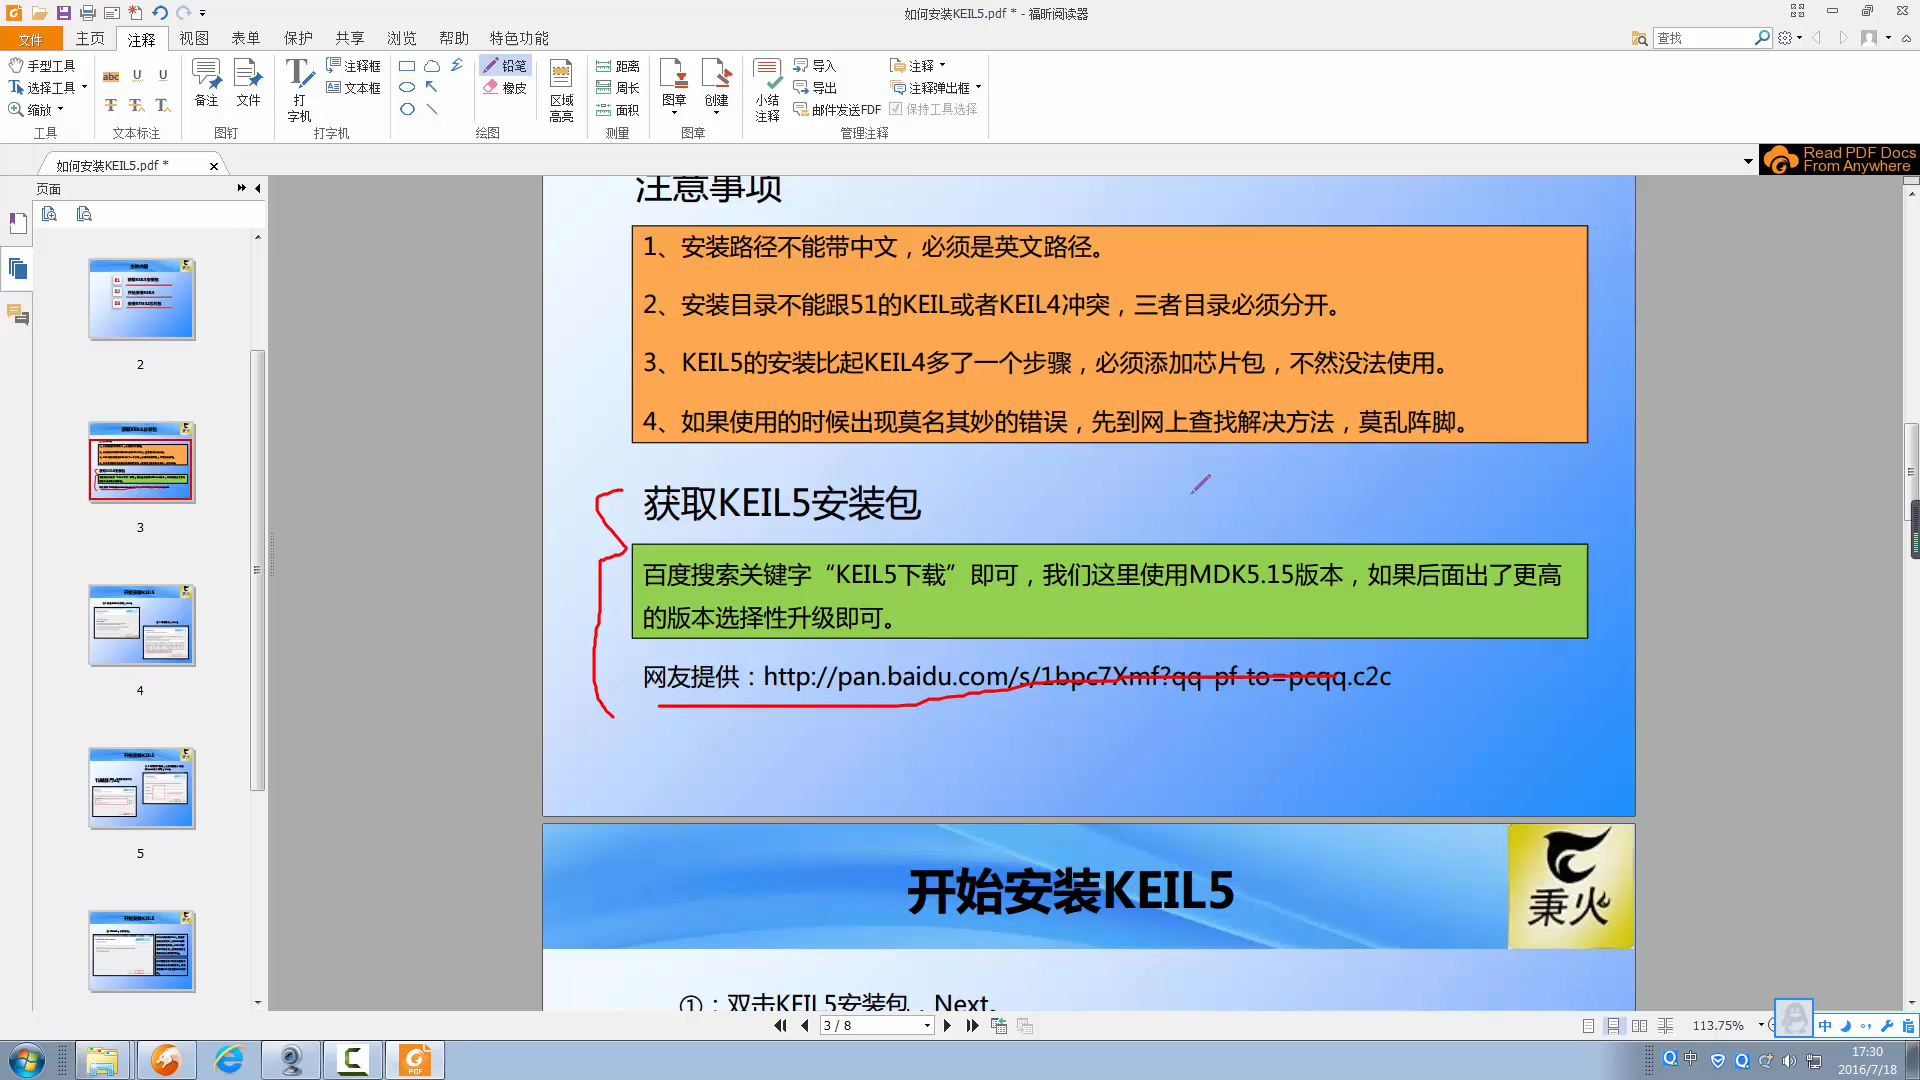 如何安装KEIL5.pdf * - 福昕阅读器
文件 主页 注释 视图 表单 保护 共享 浏览 帮助 特色功能
查找
手型工具
选择工具
缩放
工具
abc U U
T T T
文本标注
备注 文件
图钉
打字机
注释框
文本框
打字机
铅笔
橡皮
绘图
区域高亮
距离
周长
面积
测量
图章 创建
图章
小结注释
导入
导出
邮件发送FDF
注释
注释弹出框
保持工具选择
管理注释
如何安装KEIL5.pdf *
Read PDF Docs
From Anywhere
页面
2
3
4
5
注意事项
1、安装路径不能带中文，必须是英文路径。
2、安装目录不能跟51的KEIL或者KEIL4冲突，三者目录必须分开。
3、KEIL5的安装比起KEIL4多了一个步骤，必须添加芯片包，不然没法使用。
4、如果使用的时候出现莫名其妙的错误，先到网上查找解决方法，莫乱阵脚。
获取KEIL5安装包
百度搜索关键字“KEIL5下载”即可，我们这里使用MDK5.15版本，如果后面出了更高
的版本选择性升级即可。
网友提供：http://pan.baidu.com/s/1bpc7Xmf?qq-pf-to=pcqq.c2c
开始安装KEIL5
秉火
①：双击KEIL5安装包，Next。
3 / 8
113.75%
中
中
17:30
2016/7/18